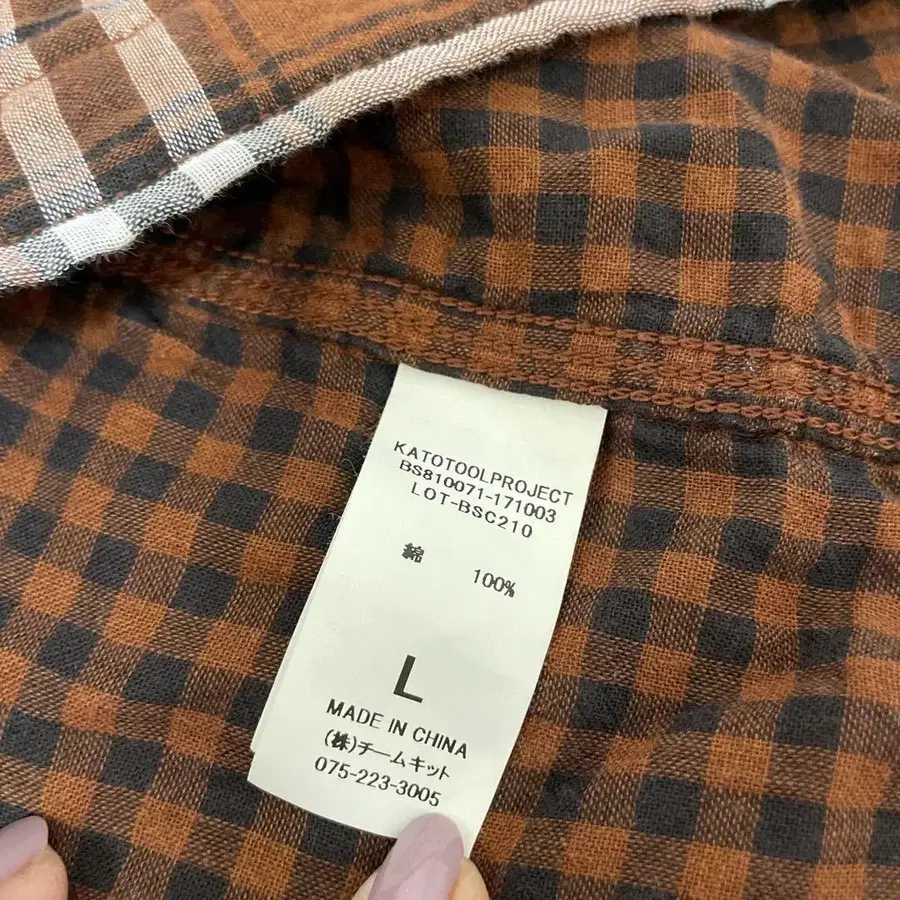 KATOTOOLPROJECT
BS810071-171003
LOT-BSC210
綿 100%
L
MADE IN CHINA
(株)チームキット
075-223-3005